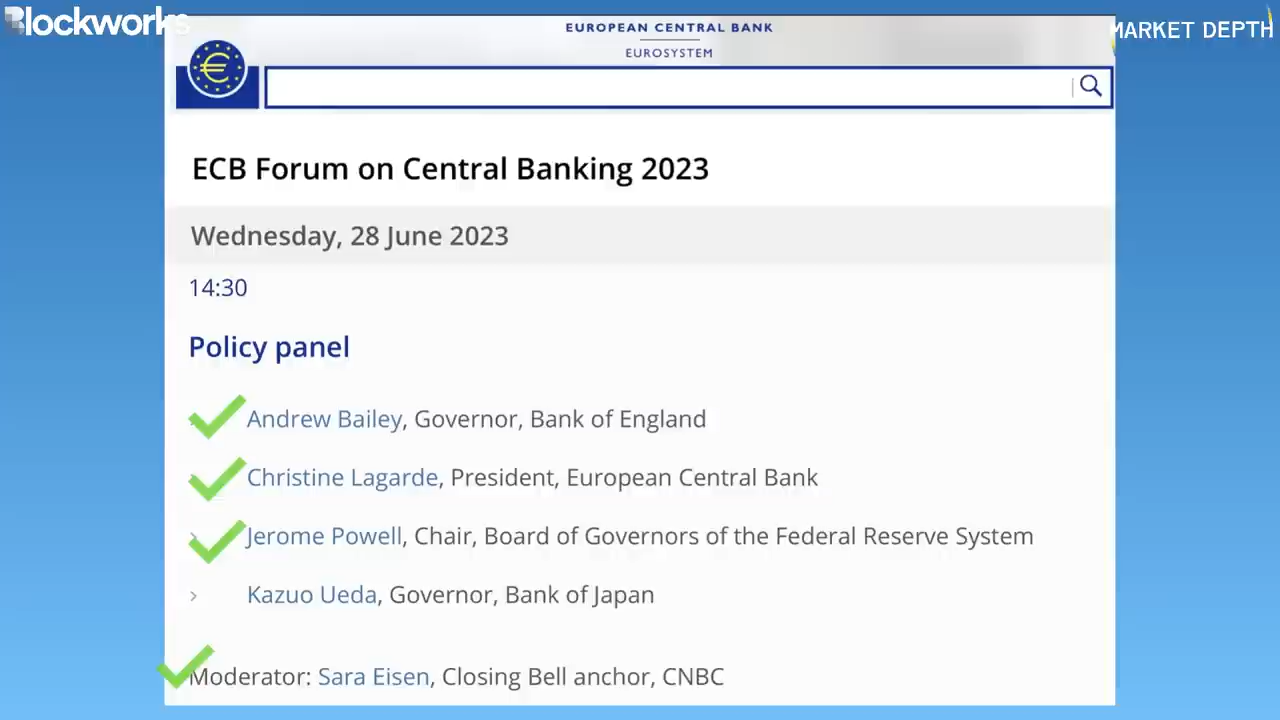 Blockworks
MARKET DEPTH
EUROPEAN CENTRAL BANK
EUROSYSTEM
ECB Forum on Central Banking 2023
Wednesday, 28 June 2023
14:30
Policy panel
Andrew Bailey, Governor, Bank of England
Christine Lagarde, President, European Central Bank
Jerome Powell, Chair, Board of Governors of the Federal Reserve System
Kazuo Ueda, Governor, Bank of Japan
Moderator: Sara Eisen, Closing Bell anchor, CNBC